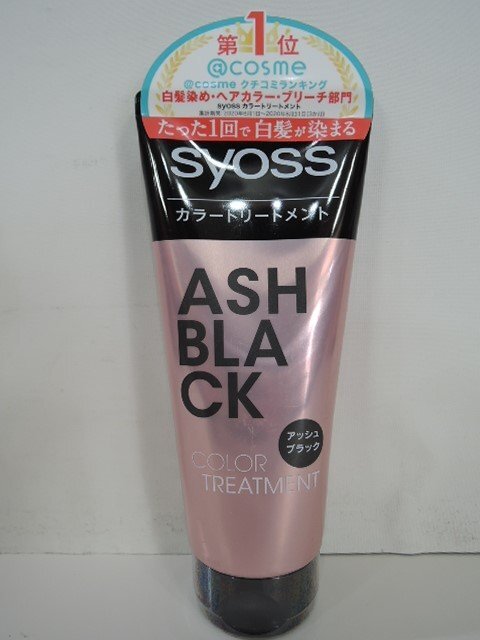 第1位
@cosme
@cosme クチコミランキング
白髪染め・ヘアカラー・ブリーチ部門
syoss カラートリートメント
たった1回で白髪が染まる
syoss
カラートリートメント
ASH
BLA
CK
アッシュ
ブラック
COLOR
TREATMENT